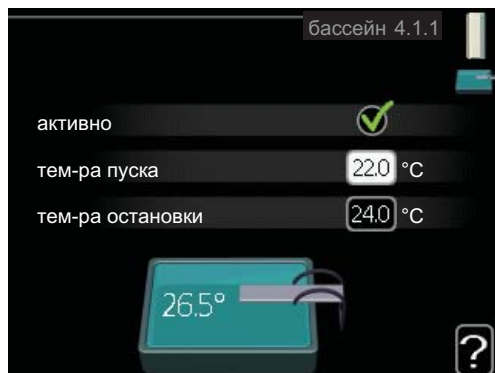 бассейн 4.1.1
активно
тем-ра пуска 22.0 °C
тем-ра остановки 24.0 °C
26.5°
?